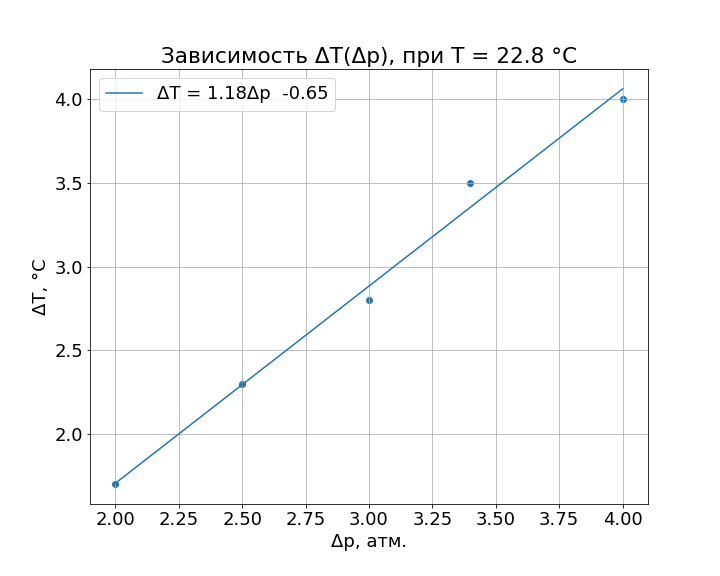 Зависимость ΔT(Δp), при T = 22.8 °C
ΔT = 1.18Δp  -0.65
4.0
3.5
3.0
2.5
2.0
ΔT, °C
2.00 2.25 2.50 2.75 3.00 3.25 3.50 3.75 4.00
Δp, атм.